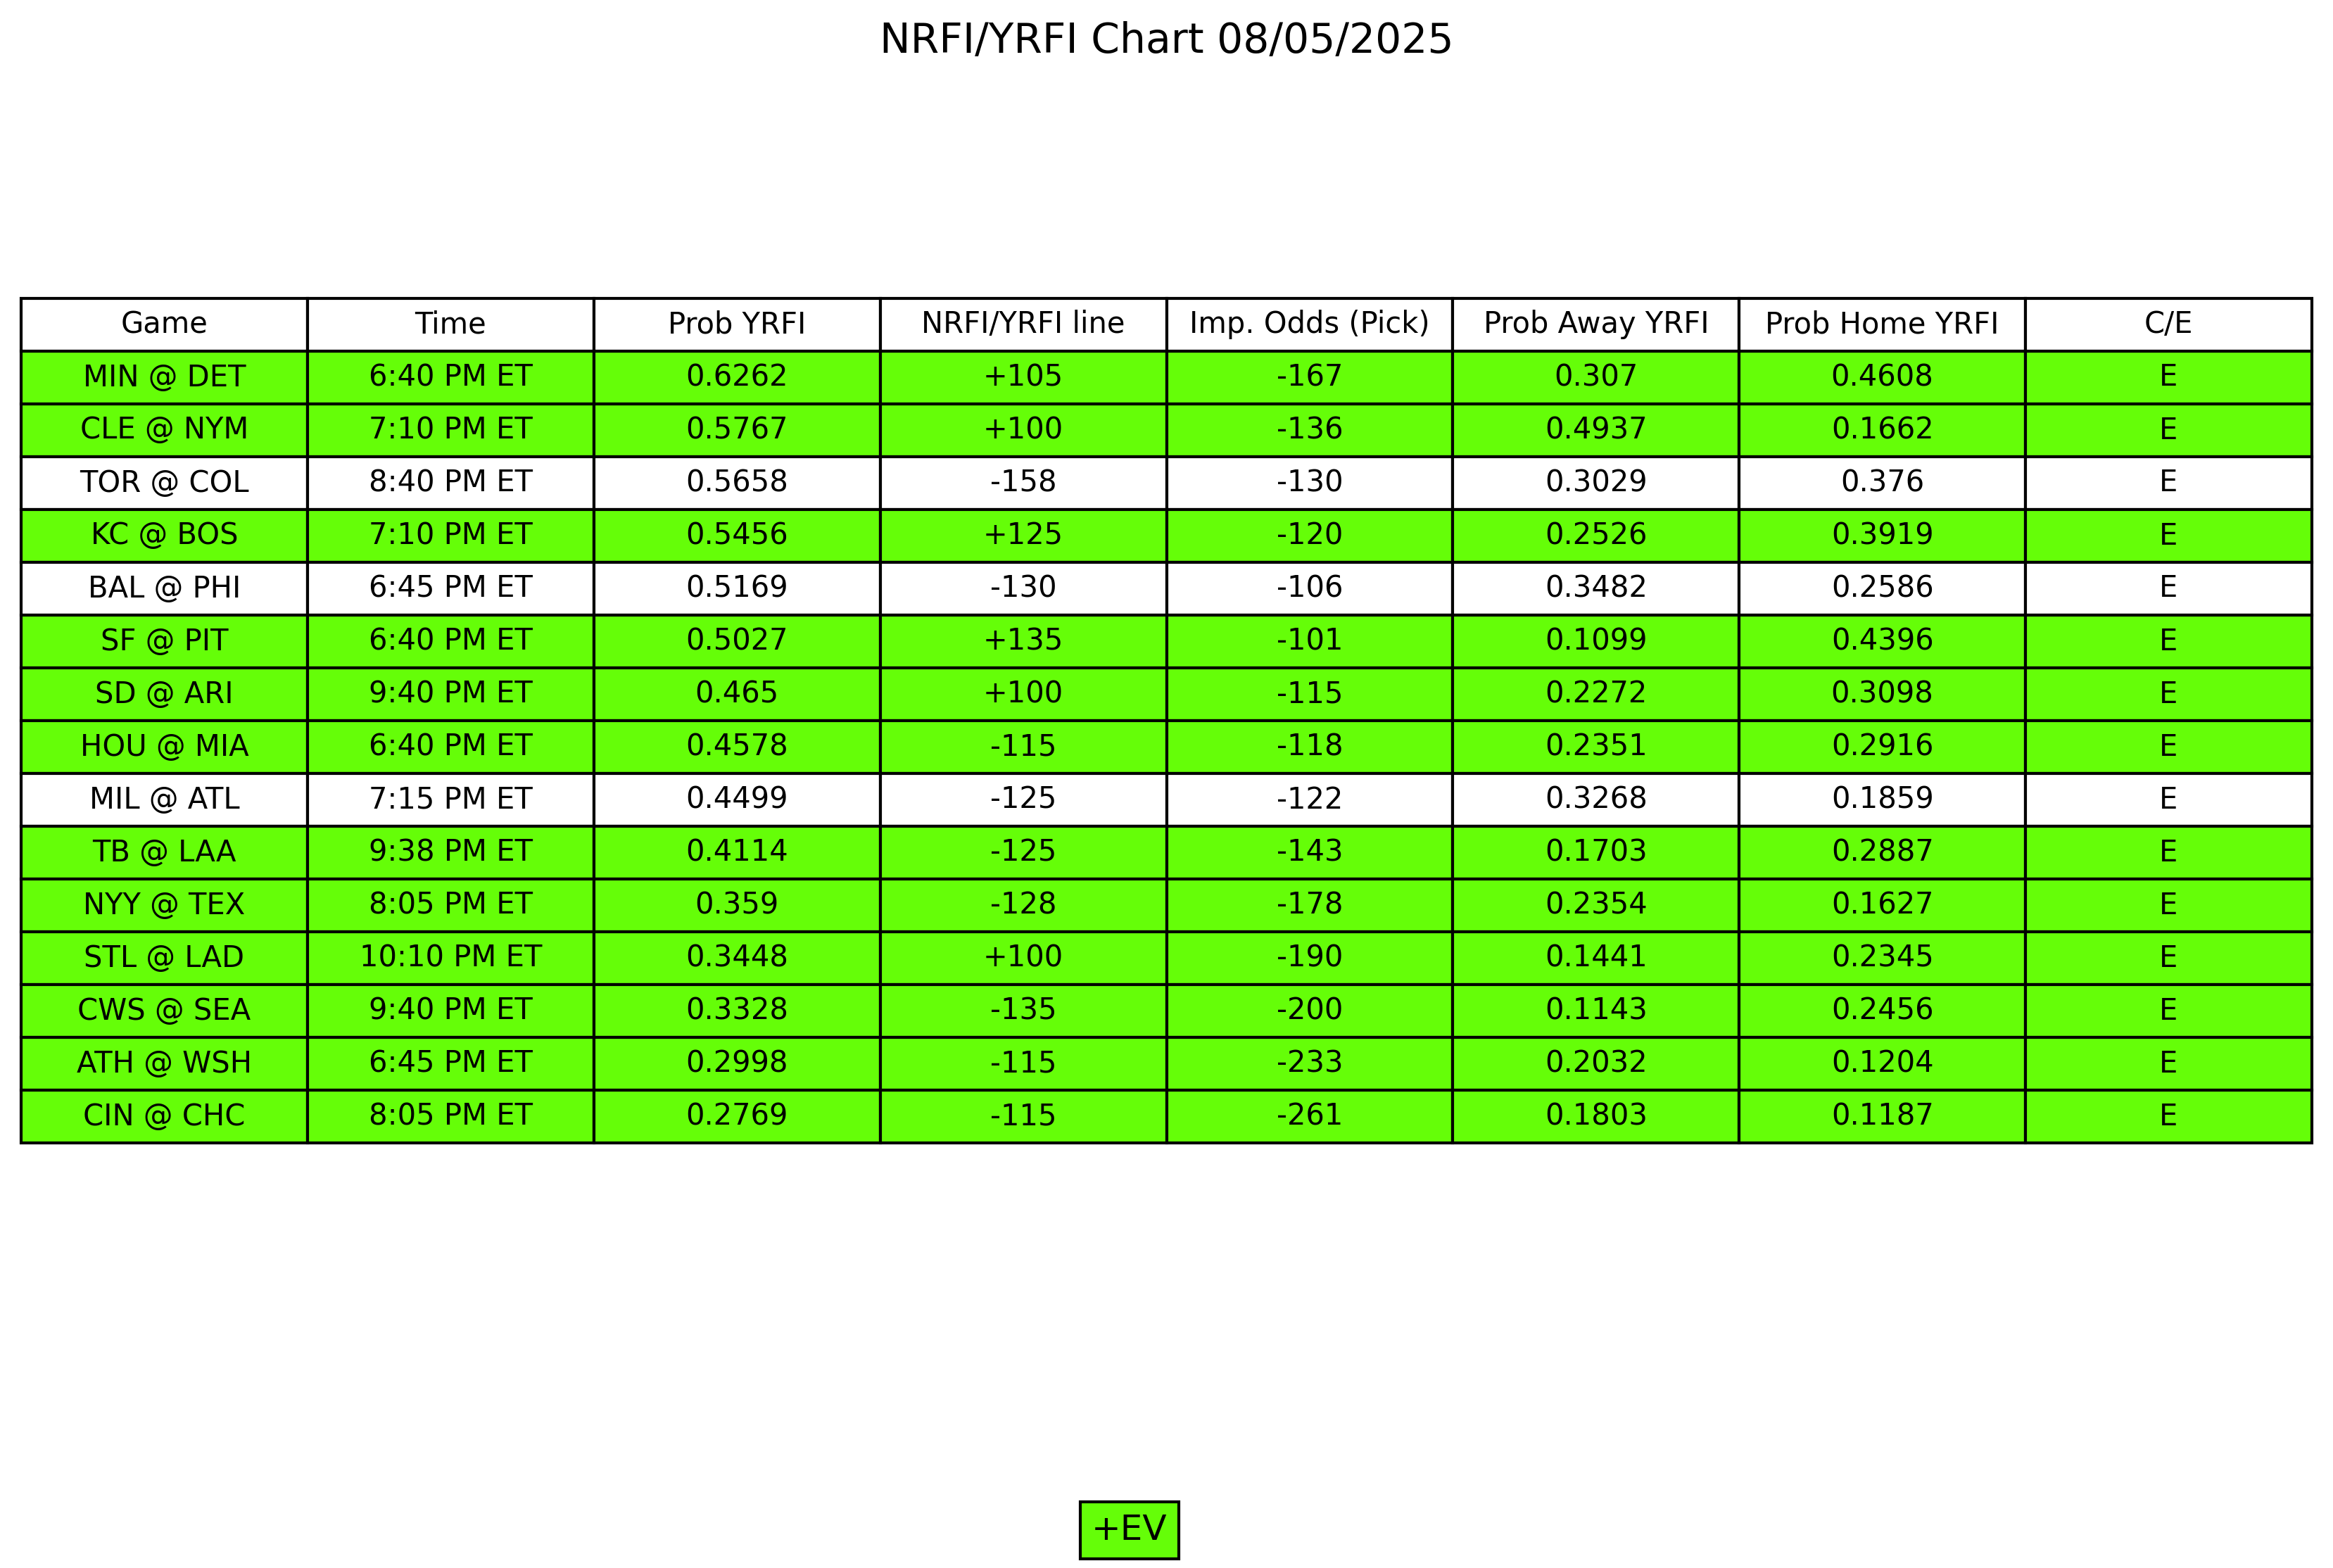 NRFI/YRFI Chart 08/05/2025
Game Time Prob YRFI NRFI/YRFI line Imp. Odds (Pick) Prob Away YRFI Prob Home YRFI C/E
MIN @ DET 6:40 PM ET 0.6262 +105 -167 0.307 0.4608 E
CLE @ NYM 7:10 PM ET 0.5767 +100 -136 0.4937 0.1662 E
TOR @ COL 8:40 PM ET 0.5658 -158 -130 0.3029 0.376 E
KC @ BOS 7:10 PM ET 0.5456 +125 -120 0.2526 0.3919 E
BAL @ PHI 6:45 PM ET 0.5169 -130 -106 0.3482 0.2586 E
SF @ PIT 6:40 PM ET 0.5027 +135 -101 0.1099 0.4396 E
SD @ ARI 9:40 PM ET 0.465 +100 -115 0.2272 0.3098 E
HOU @ MIA 6:40 PM ET 0.4578 -115 -118 0.2351 0.2916 E
MIL @ ATL 7:15 PM ET 0.4499 -125 -122 0.3268 0.1859 E
TB @ LAA 9:38 PM ET 0.4114 -125 -143 0.1703 0.2887 E
NYY @ TEX 8:05 PM ET 0.359 -128 -178 0.2354 0.1627 E
STL @ LAD 10:10 PM ET 0.3448 +100 -190 0.1441 0.2345 E
CWS @ SEA 9:40 PM ET 0.3328 -135 -200 0.1143 0.2456 E
ATH @ WSH 6:45 PM ET 0.2998 -115 -233 0.2032 0.1204 E
CIN @ CHC 8:05 PM ET 0.2769 -115 -261 0.1803 0.1187 E
+EV